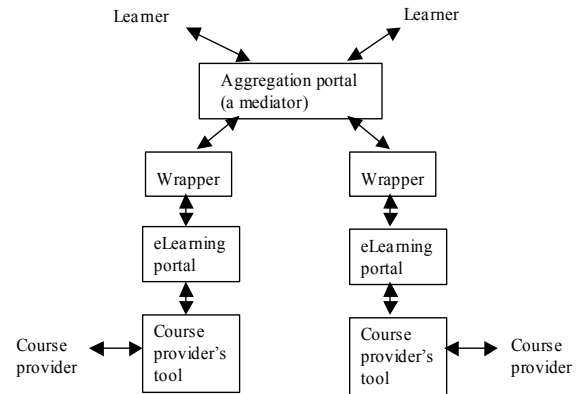 Learner Learner
Aggregation portal
(a mediator)
Wrapper Wrapper
eLearning
portal
eLearning
portal
Course
provider
Course
provider's
tool
Course
provider's
tool
Course
provider